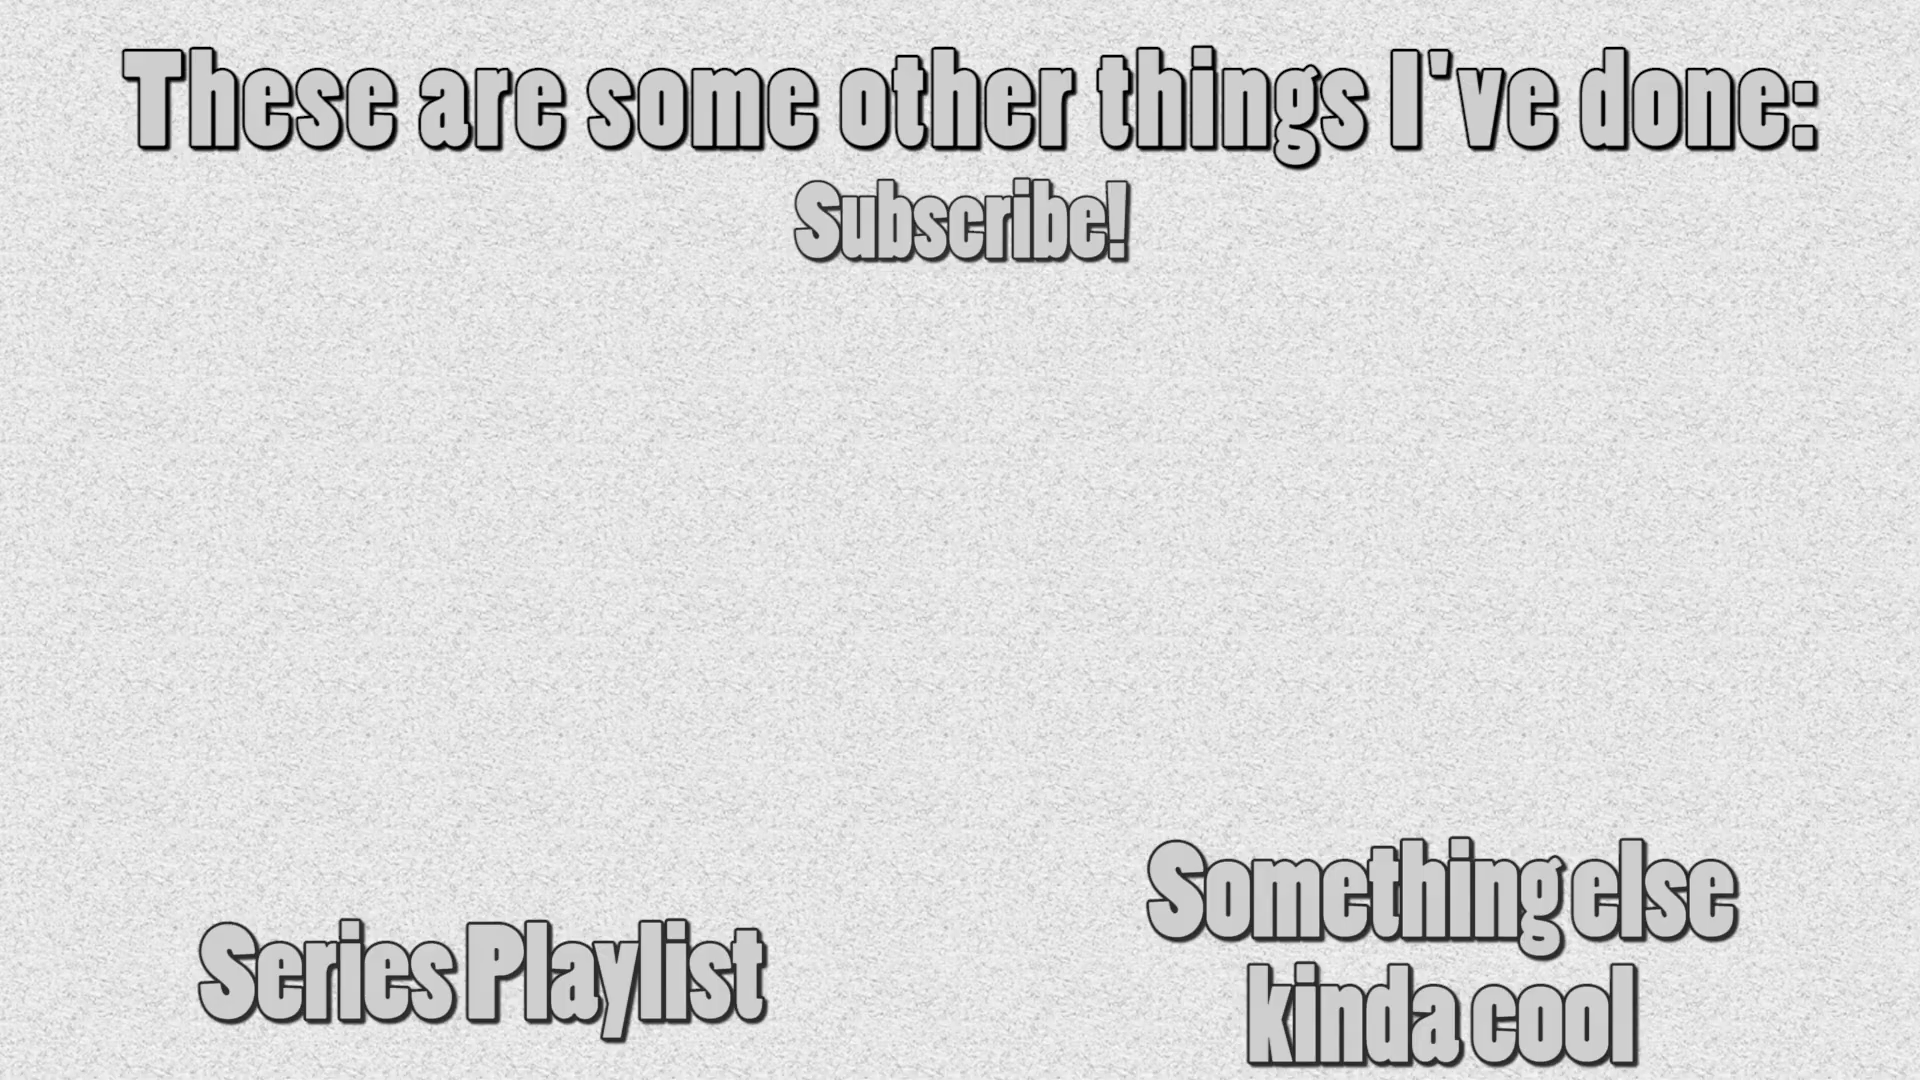 These are some other things I've done:
Subscribe!
Series Playlist
Something else
kinda cool